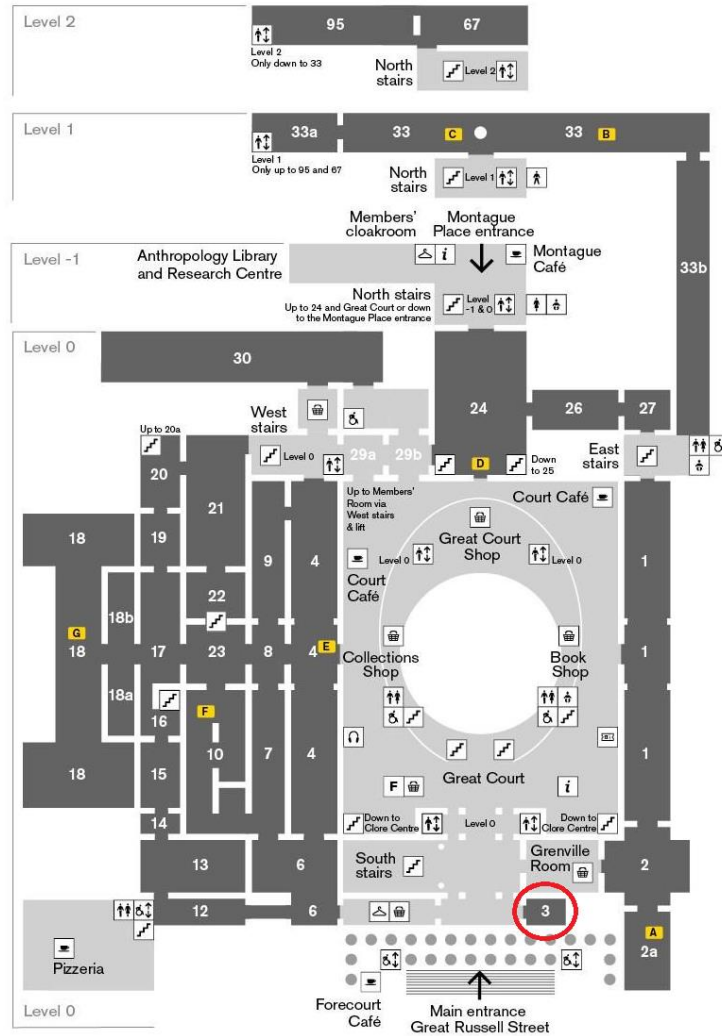 Level 2
95
67
Level 2
Only down to 33
North
stairs
Level 2
Level 1
33a
33
C
33
B
Level 1
Only up to 95 and 67
North
stairs
Level 1
Members'
cloakroom
Montague
Place entrance
Level -1
Anthropology Library
and Research Centre
i
Montague
Café
33b
North stairs
Up to 24 and Great Court or down
to the Montague Place entrance
Level
-1 & 0
Level 0
30
24
26
27
West
stairs
Up to 20a
Level 0
29a
29b
D
Down
to 25
East
stairs
20
21
Up to Members'
Room via
West stairs
& lift
Court Café
Great Court
Shop
18
19
9
4
Level 0
Level 0
1
Court
Café
18b
22
G
18
17
23
8
4
E
Collections
Shop
Book
Shop
1
18a
16
F
10
7
4
1
18
15
Great Court
F
i
14
Down to
Clore Centre
Level 0
Down to
Clore Centre
13
6
South
stairs
Grenville
Room
2
12
6
3
A
2a
Pizzeria
Forecourt
Café
Main entrance
Great Russell Street
Level 0